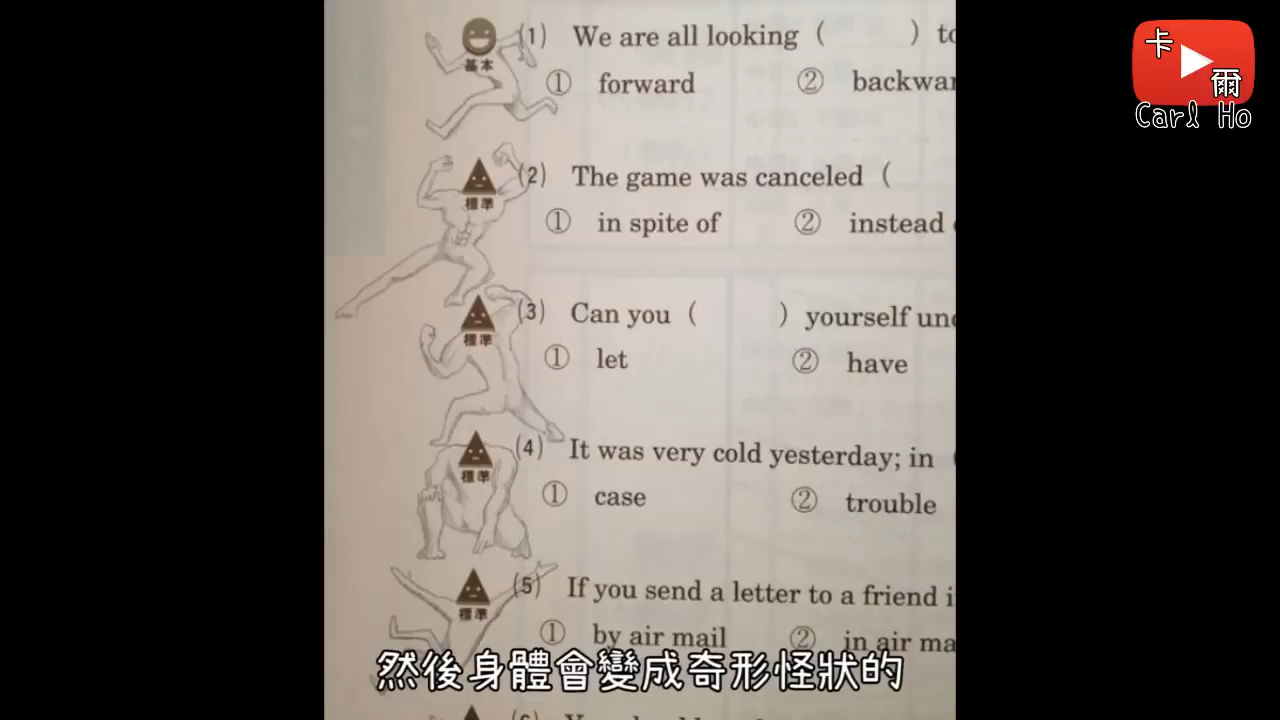 卡
爾
Carl Ho
基本
(1) We are all looking ( ) to
① forward ② backwar
標準
(2) The game was canceled (
① in spite of ② instead
標準
(3) Can you ( ) yourself und
① let ② have
標準
(4) It was very cold yesterday; in (
① case ② trouble
標準
(5) If you send a letter to a friend i
① by air mail ② in air ma
然後身體會變成奇形怪狀的